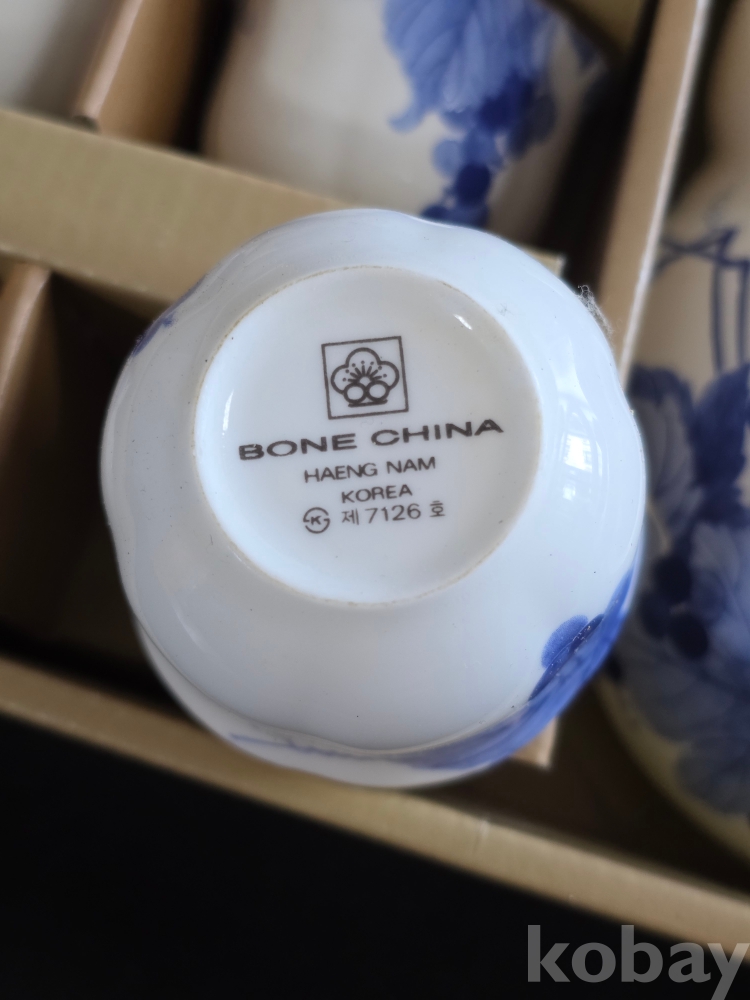 BONE CHINA
HAENG NAM
KOREA
K 제 7126 호
kobay